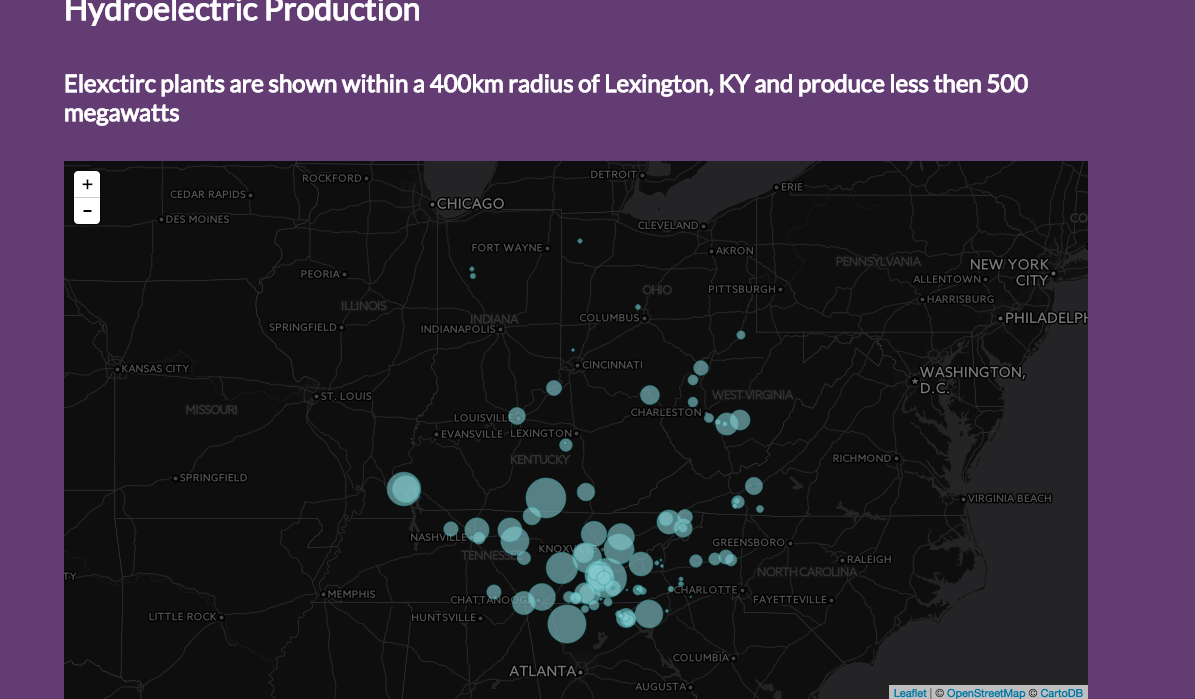 Hydroelectric Production
Elexctirc plants are shown within a 400km radius of Lexington, KY and produce less then 500
megawatts
+
-
ROCKFORD
DETROIT
ERIE
CEDAR RAPIDS
CHICAGO
DES MOINES
CLEVELAND
CO
FORT WAYNE
AKRON
PENNSYLVANIA
NEW YORK
CITY
PEORIA
ALLENTOWN
PITTSBURGH
OHIO
HARRISBURG
ILLINOIS
INDIANA
COLUMBUS
PHILADELPH
SPRINGFIELD
INDIANAPOLIS
CINCINNATI
KANSAS CITY
WASHINGTON,
D.C.
ST. LOUIS
WEST VIRGINIA
MISSOURI
CHARLESTON
LOUISVILLE
EVANSVILLE
LEXINGTON
KENTUCKY
RICHMOND
SPRINGFIELD
VIRGINIA BEACH
NASHVILLE
GREENSBORO
TENNESSEE
KNOXVILLE
RALEIGH
NORTH CAROLINA
TY
MEMPHIS
CHARLOTTE
CHATTANOOGA
FAYETTEVILLE
LITTLE ROCK
HUNTSVILLE
COLUMBIA
ATLANTA
AUGUSTA
Leaflet | © OpenStreetMap © CartoDB